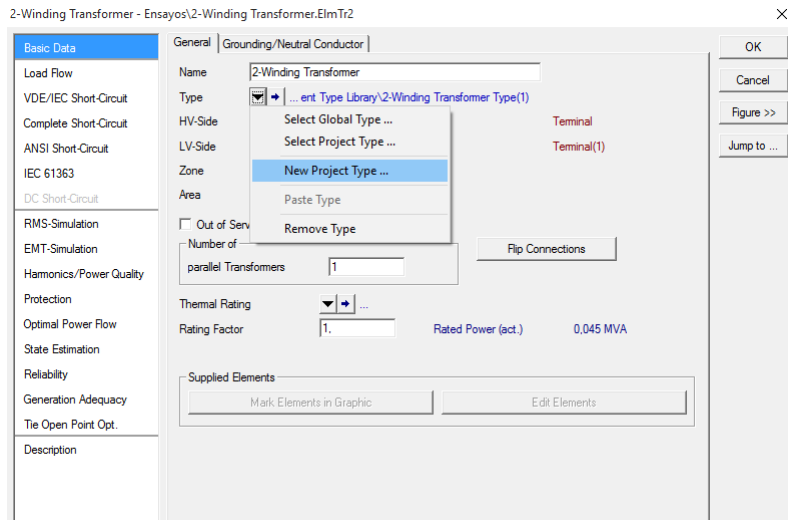 2-Winding Transformer - Ensayos\2-Winding Transformer.ElmTr2
Basic Data
Load Flow
VDE/IEC Short-Circuit
Complete Short-Circuit
ANSI Short-Circuit
IEC 61363
DC Short-Circuit
RMS-Simulation
EMT-Simulation
Harmonics/Power Quality
Protection
Optimal Power Flow
State Estimation
Reliability
Generation Adequacy
Tie Open Point Opt.
Description
General
Grounding/Neutral Conductor
Name 2-Winding Transformer
Type ... ent Type Library\2-Winding Transformer Type(1)
HV-Side Terminal
LV-Side Terminal(1)
Zone
Area
Select Global Type ...
Select Project Type ...
New Project Type ...
Paste Type
Remove Type
Out of Serv
Number of
parallel Transformers 1
Flip Connections
Thermal Rating ...
Rating Factor 1. Rated Power (act.) 0,045 MVA
Supplied Elements
Mark Elements in Graphic
Edit Elements
OK
Cancel
Figure >>
Jump to ...